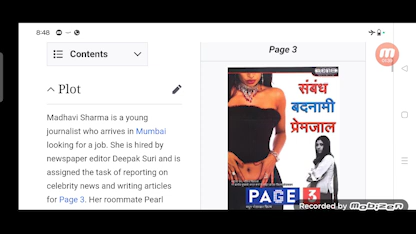 8:48
Contents
Page 3
Plot
Madhavi Sharma is a young
journalist who arrives in Mumbai
looking for a job. She is hired by
newspaper editor Deepak Suri and is
assigned the task of reporting on
celebrity news and writing articles
for Page 3. Her roommate Pearl
संबंध
बदनामी
प्रेमजाल
PAGE 3
Recorded by mobizen